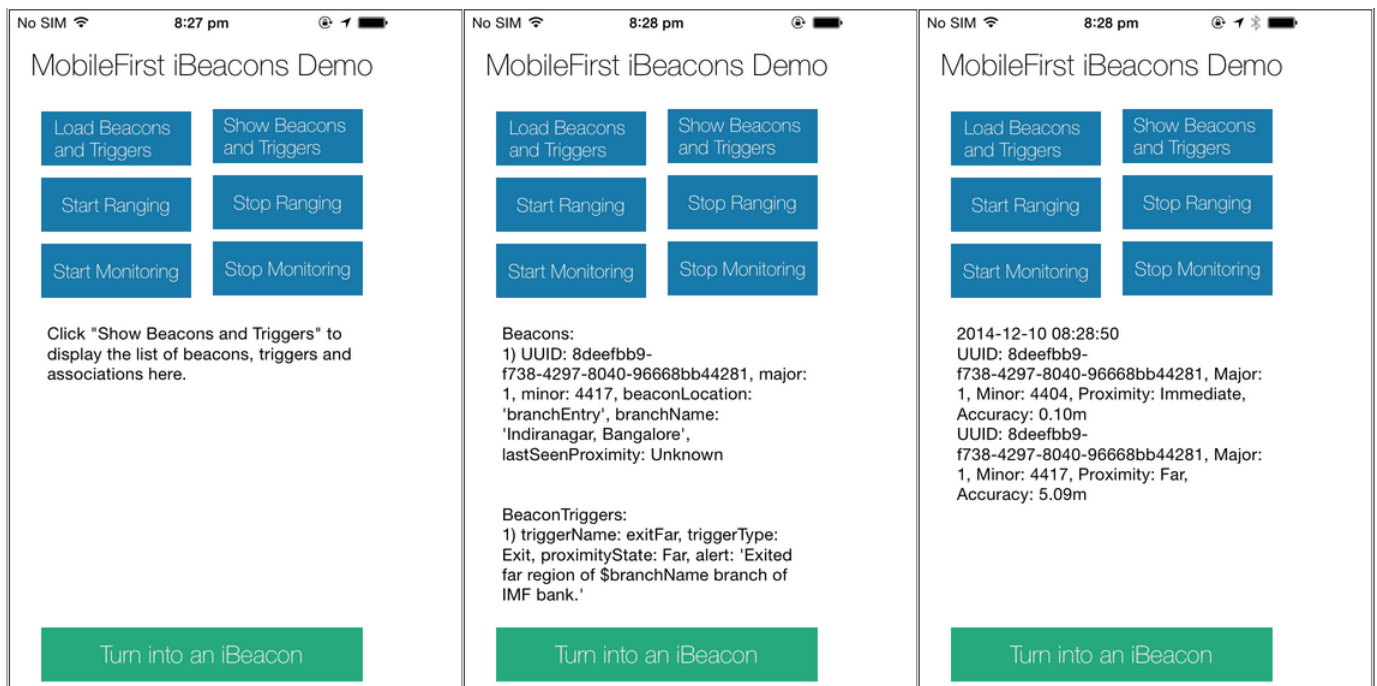 No SIM 8:27 pm
MobileFirst iBeacons Demo
Load Beacons
and Triggers
Show Beacons
and Triggers
Start Ranging
Stop Ranging
Start Monitoring
Stop Monitoring
Click "Show Beacons and Triggers" to
display the list of beacons, triggers and
associations here.
Turn into an iBeacon
No SIM 8:28 pm
MobileFirst iBeacons Demo
Load Beacons
and Triggers
Show Beacons
and Triggers
Start Ranging
Stop Ranging
Start Monitoring
Stop Monitoring
Beacons:
1) UUID: 8deefbb9-
f738-4297-8040-96668bb44281, major:
1, minor: 4417, beaconLocation:
'branchEntry', branchName:
'Indiranagar, Bangalore',
lastSeenProximity: Unknown
BeaconTriggers:
1) triggerName: exitFar, triggerType:
Exit, proximityState: Far, alert: 'Exited
far region of $branchName branch of
IMF bank.'
Turn into an iBeacon
No SIM 8:28 pm
MobileFirst iBeacons Demo
Load Beacons
and Triggers
Show Beacons
and Triggers
Start Ranging
Stop Ranging
Start Monitoring
Stop Monitoring
2014-12-10 08:28:50
UUID: 8deefbb9-
f738-4297-8040-96668bb44281, Major:
1, Minor: 4404, Proximity: Immediate,
Accuracy: 0.10m
UUID: 8deefbb9-
f738-4297-8040-96668bb44281, Major:
1, Minor: 4417, Proximity: Far,
Accuracy: 5.09m
Turn into an iBeacon